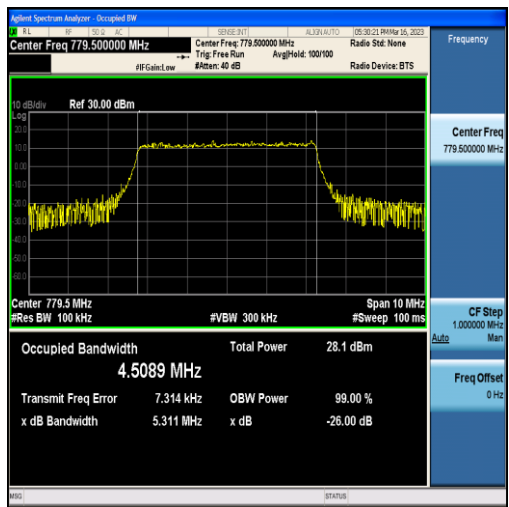 Agilent Spectrum Analyzer - Occupied BW
RL RF 50 Ω AC SENSE:INT ALIGN AUTO 05:30:21 PM Mar 16, 2023
Center Freq 779.500000 MHz
Center Freq: 779.500000 MHz
Radio Std: None
Trig: Free Run Avg|Hold: 100/100
#IFGain:Low
#Atten: 40 dB
Radio Device: BTS
10 dB/div Ref 30.00 dBm
Log
20.0
10.0
0.00
-10.0
-20.0
-30.0
-40.0
-50.0
-60.0
Center 779.5 MHz Span 10 MHz
#Res BW 100 kHz #VBW 300 kHz #Sweep 100 ms
Occupied Bandwidth Total Power 28.1 dBm
4.5089 MHz
Transmit Freq Error 7.314 kHz OBW Power 99.00 %
x dB Bandwidth 5.311 MHz x dB -26.00 dB
MSG STATUS
Frequency
Center Freq
779.500000 MHz
CF Step
1.000000 MHz
Auto Man
Freq Offset
0 Hz